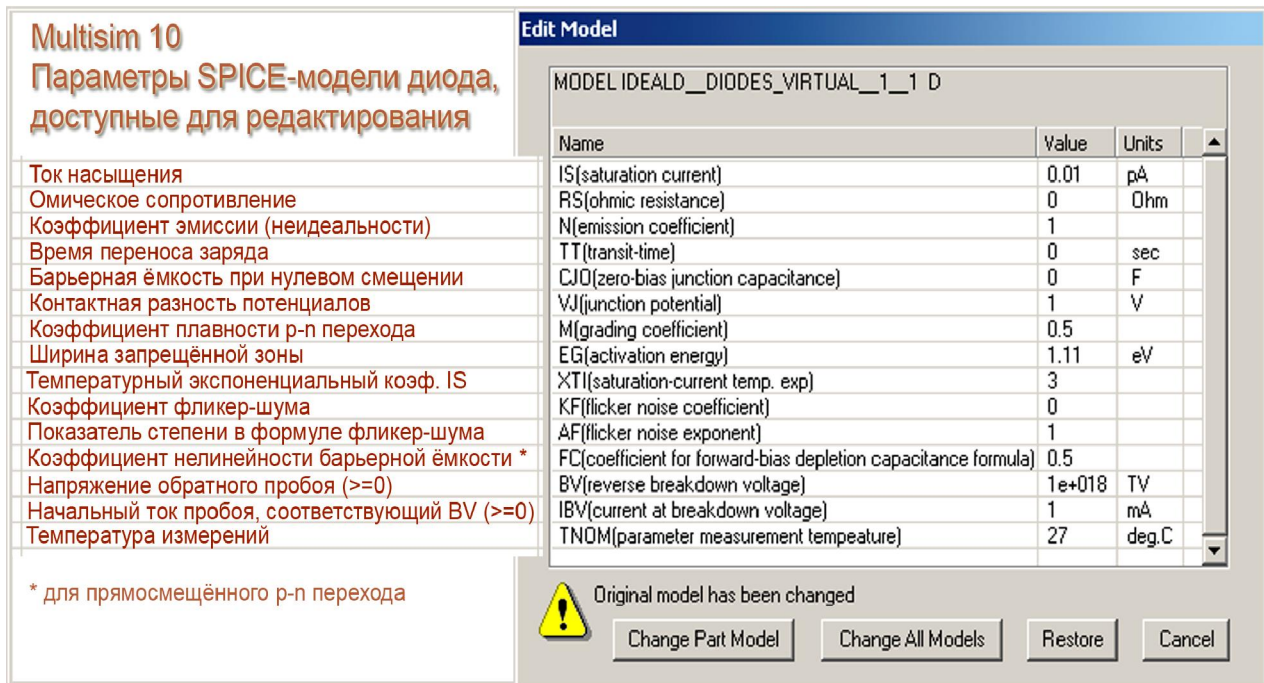 Multisim 10
Параметры SPICE-модели диода,
доступные для редактирования
Ток насыщения
Омическое сопротивление
Коэффициент эмиссии (неидеальности)
Время переноса заряда
Барьерная ёмкость при нулевом смещении
Контактная разность потенциалов
Коэффициент плавности p-n перехода
Ширина запрещённой зоны
Температурный экспоненциальный коэф. IS
Коэффициент фликер-шума
Показатель степени в формуле фликер-шума
Коэффициент нелинейности барьерной ёмкости *
Напряжение обратного пробоя (>=0)
Начальный ток пробоя, соответствующий BV (>=0)
Температура измерений
* для прямосмещённого p-n перехода
Edit Model
MODEL IDEALD__DIODES_VIRTUAL__1__1 D
Name Value Units
IS(saturation current) 0.01 pA
RS(ohmic resistance) 0 Ohm
N(emission coefficient) 1
TT(transit-time) 0 sec
CJO(zero-bias junction capacitance) 0 F
VJ(junction potential) 1 V
M(grading coefficient) 0.5
EG(activation energy) 1.11 eV
XTI(saturation-current temp. exp) 3
KF(flicker noise coefficient) 0
AF(flicker noise exponent) 1
FC(coefficient for forward-bias depletion capacitance formula) 0.5
BV(reverse breakdown voltage) 1e+018 TV
IBV(current at breakdown voltage) 1 mA
TNOM(parameter measurement tempeature) 27 deg.C
Original model has been changed
Change Part Model Change All Models Restore Cancel